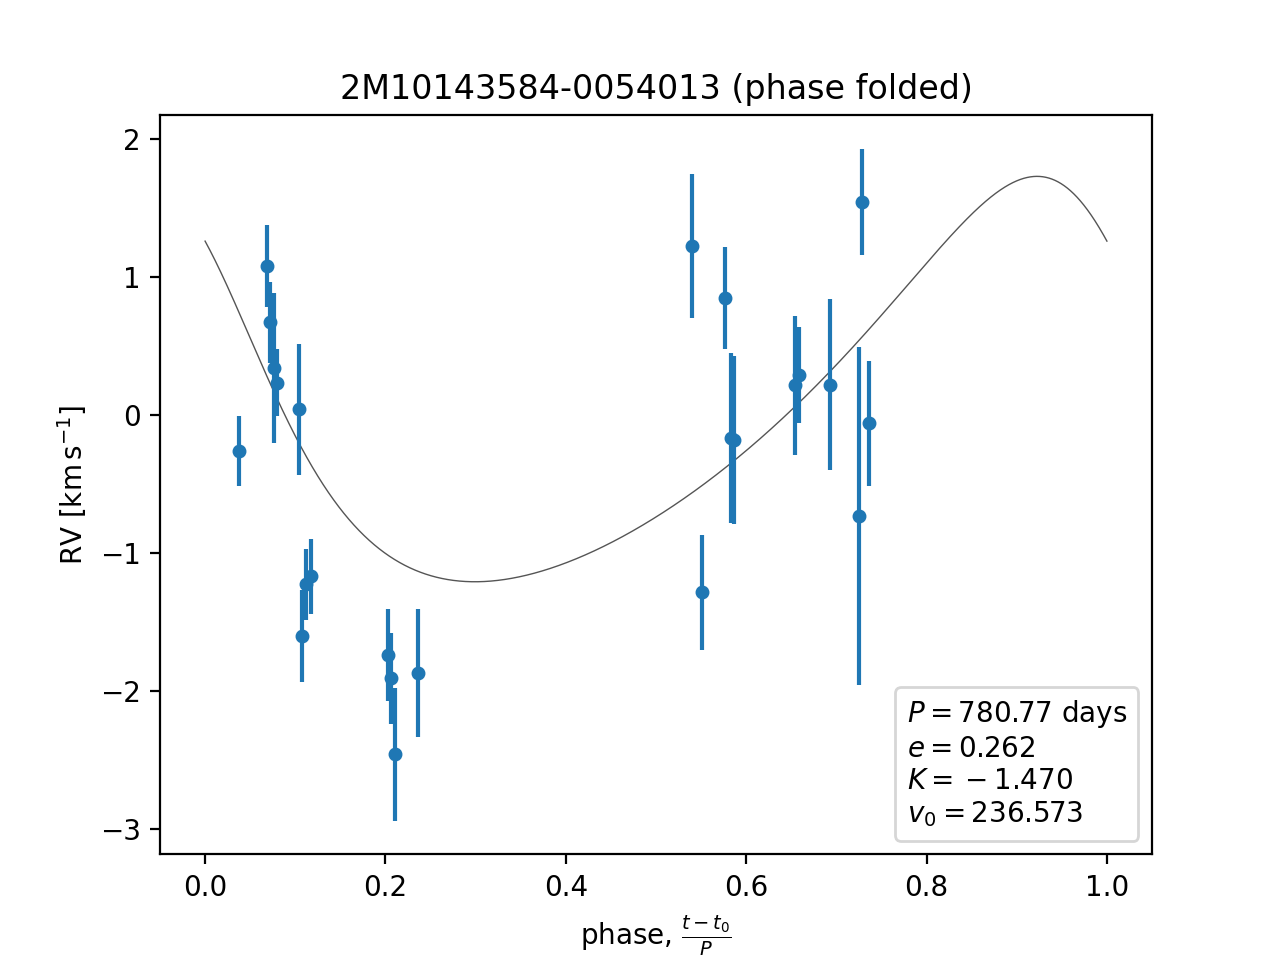 2M10143584-0054013 (phase folded)
2
1
0
−1
−2
−3
RV [km s⁻¹]
P = 780.77 days
e = 0.262
K = − 1.470
v₀ = 236.573
0.0 0.2 0.4 0.6 0.8 1.0
phase, (t − t₀)/P